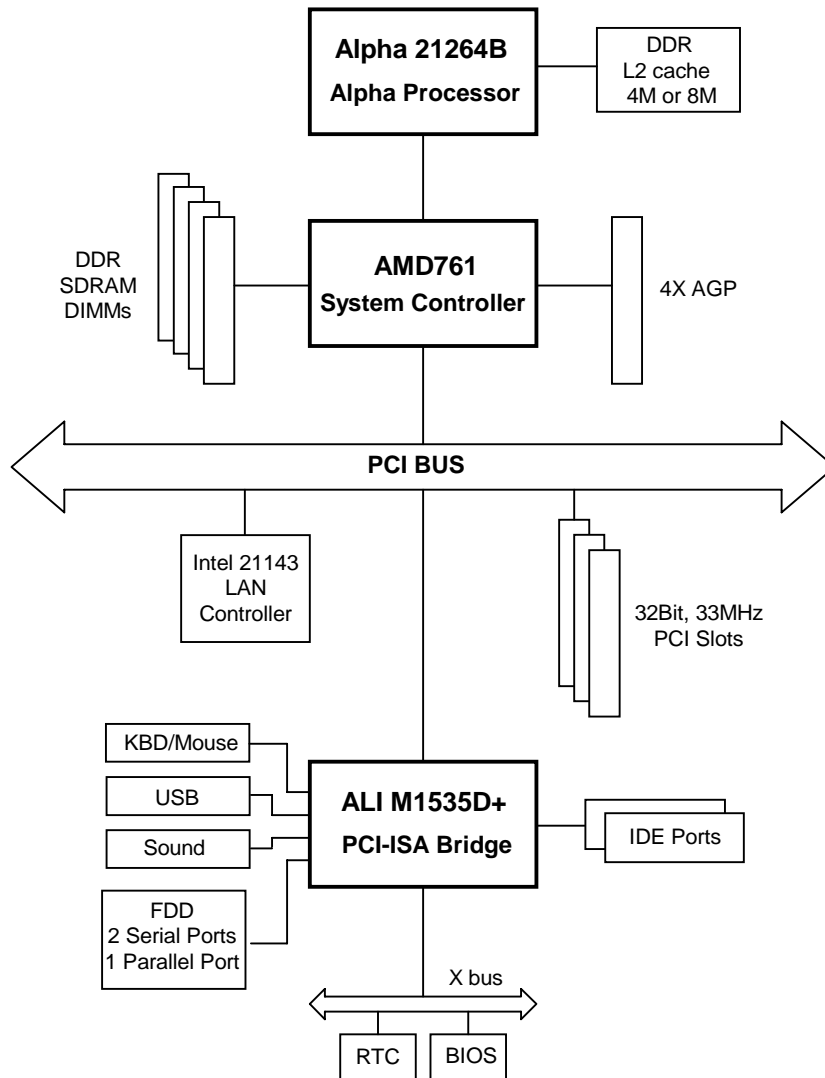 Alpha 21264B
Alpha Processor
DDR
L2 cache
4M or 8M
DDR
SDRAM
DIMMs
AMD761
System Controller
4X AGP
PCI BUS
Intel 21143
LAN
Controller
32Bit, 33MHz
PCI Slots
KBD/Mouse
USB
Sound
FDD
2 Serial Ports
1 Parallel Port
ALI M1535D+
PCI-ISA Bridge
IDE Ports
X bus
RTC
BIOS